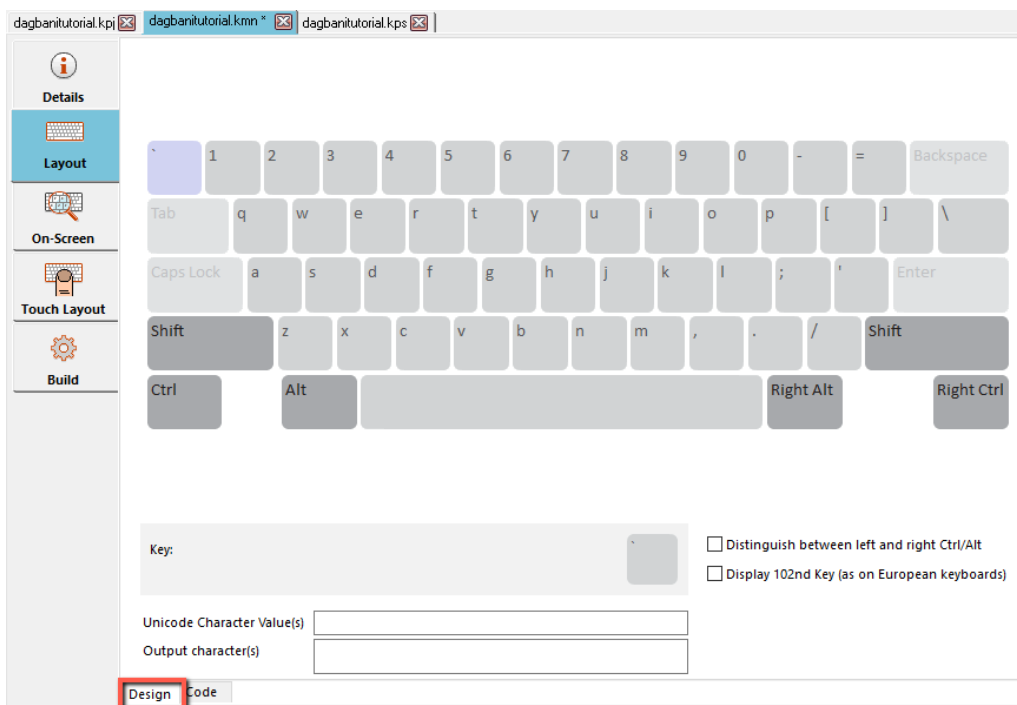 dagbanitutorial.kpj dagbanitutorial.kmn * dagbanitutorial.kps
Details
Layout
On-Screen
Touch Layout
Build
` 1 2 3 4 5 6 7 8 9 0 - = Backspace
Tab q w e r t y u i o p [ ] \
Caps Lock a s d f g h j k l ; ' Enter
Shift z x c v b n m , . / Shift
Ctrl Alt Right Alt Right Ctrl
Key: `
Distinguish between left and right Ctrl/Alt
Display 102nd Key (as on European keyboards)
Unicode Character Value(s)
Output character(s)
Design Code